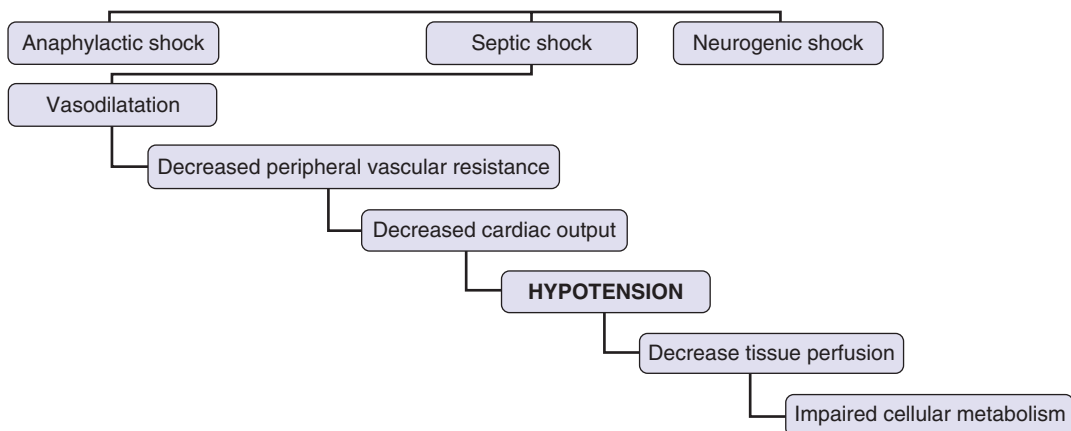 Anaphylactic shock
Septic shock
Neurogenic shock
Vasodilatation
Decreased peripheral vascular resistance
Decreased cardiac output
HYPOTENSION
Decrease tissue perfusion
Impaired cellular metabolism